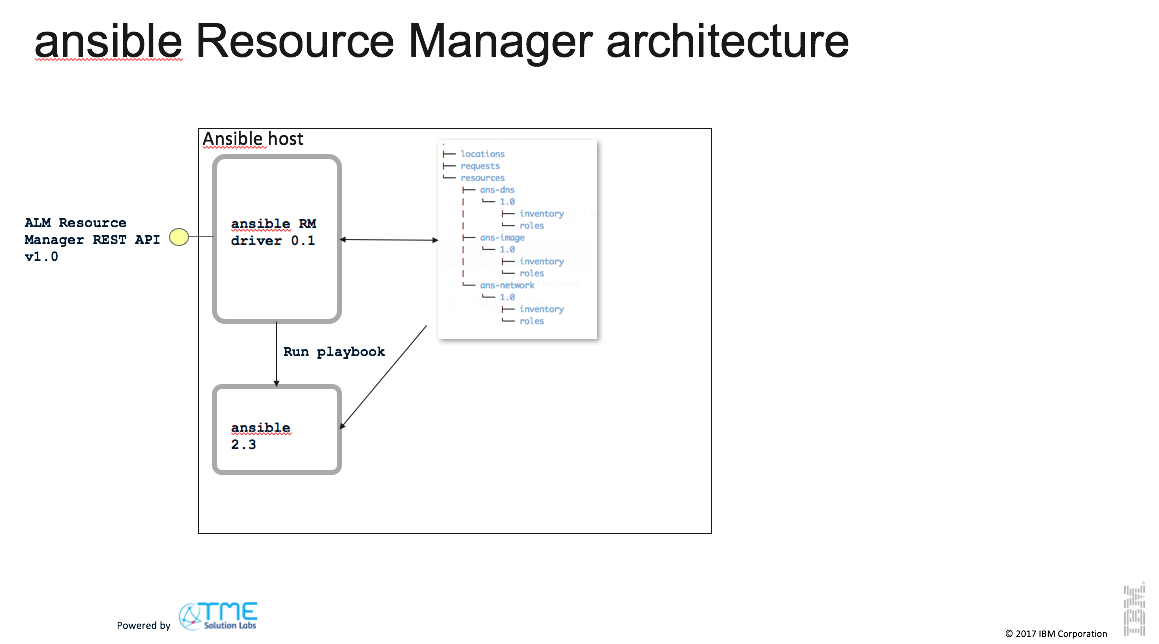 ansible Resource Manager architecture
Ansible host
ALM Resource
Manager REST API
v1.0
ansible RM
driver 0.1
.
├── locations
├── requests
└── resources
├── ans-dns
│ └── 1.0
│ ├── inventory
│ └── roles
├── ans-image
│ └── 1.0
│ ├── inventory
│ └── roles
└── ans-network
└── 1.0
├── inventory
└── roles
Run playbook
ansible
2.3
Powered by
TME
Solution Labs
© 2017 IBM Corporation
IBM